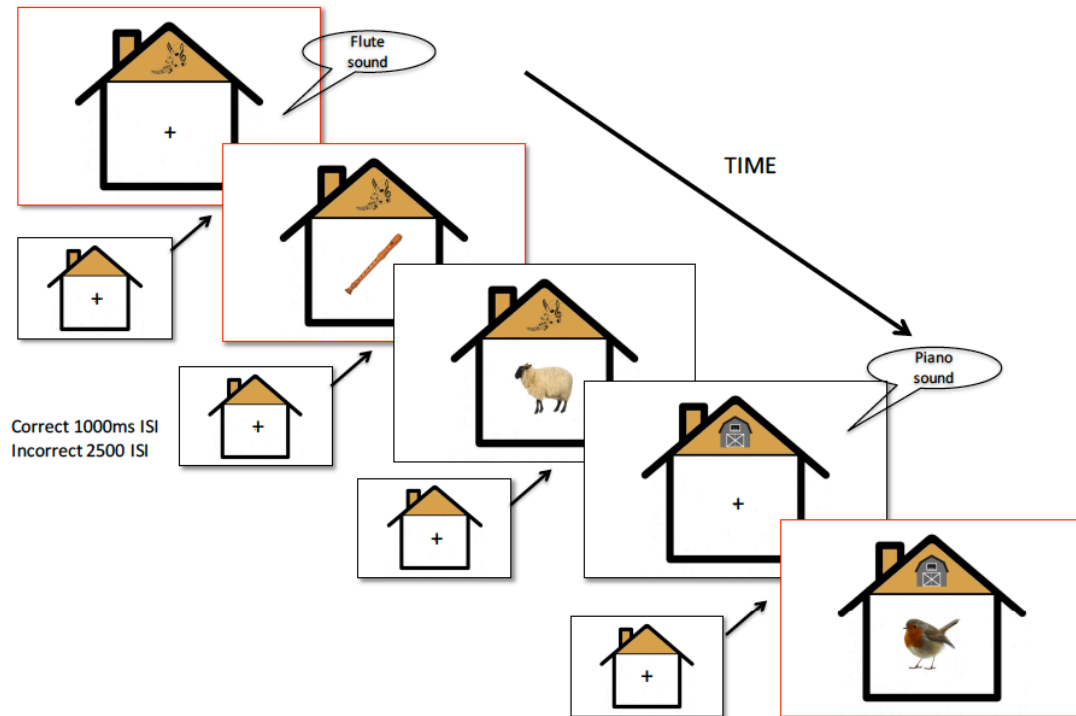 Flute
sound
TIME
Piano
sound
Correct 1000ms ISI
Incorrect 2500 ISI